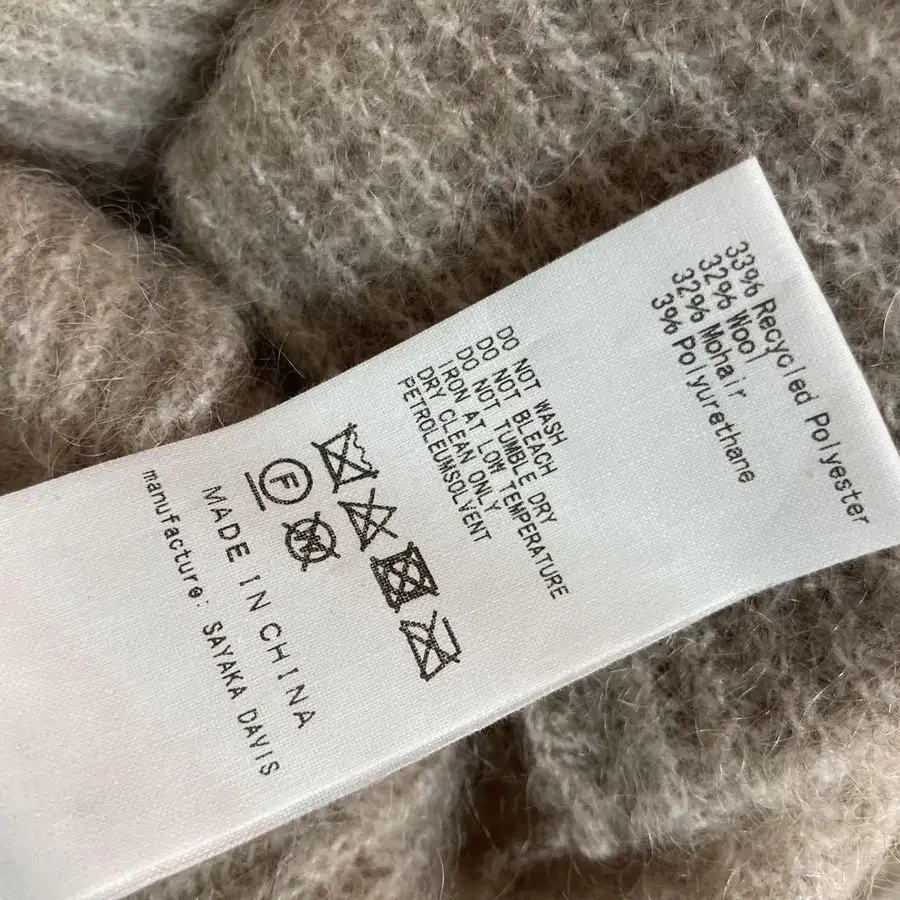 33% Recycled Polyester
32% Wool
32% Mohair
3% Polyurethane
DO NOT WASH
DO NOT BLEACH
DO NOT TUMBLE DRY
IRON AT LOW TEMPERATURE
DRY CLEAN ONLY
PETROLEUMSOLVENT
F
W
MADE IN CHINA
manufacture: SAYAKA DAVIS